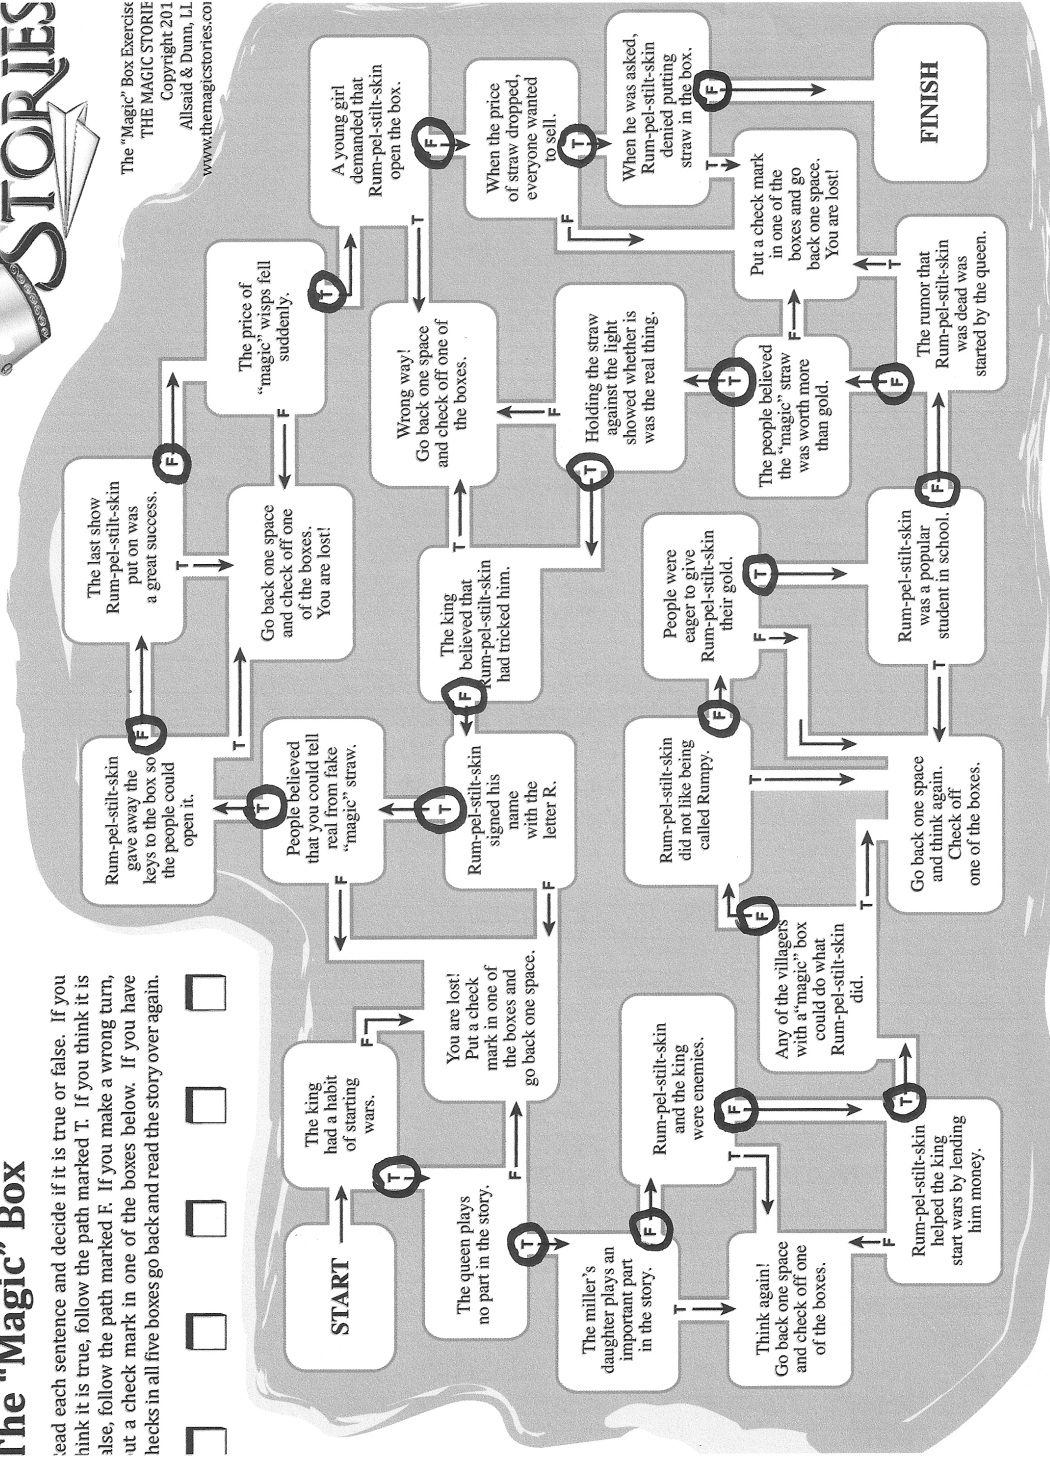 The "Magic" Box
ead each sentence and decide if it is true or false. If you
hink it is true, follow the path marked T. If you think it is
alse, follow the path marked F. If you make a wrong turn,
ut a check mark in one of the boxes below. If you have
hecks in all five boxes go back and read the story over again.
STORIES
The "Magic" Box Exercise
THE MAGIC STORIE
Copyright 201
Allsaid & Dunn, LL
www.themagicstories.co
START
The king
had a habit
of starting
wars.
T
F
The queen plays
no part in the story.
T
F
You are lost!
Put a check
mark in one of
the boxes and
go back one space.
The miller's
daughter plays an
important part
in the story.
T
F
Think again!
Go back one space
and check off one
of the boxes.
Rum-pel-stilt-skin
and the king
were enemies.
T
F
Rum-pel-stilt-skin
helped the king
start wars by lending
him money.
F
T
Any of the villagers
with a "magic" box
could do what
Rum-pel-stilt-skin
did.
F
T
Rum-pel-stilt-skin
did not like being
called Rumpy.
T
F
Go back one space
and think again.
Check off
one of the boxes.
People were
eager to give
Rum-pel-stilt-skin
their gold.
F
T
Rum-pel-stilt-skin
was a popular
student in school.
T
F
The rumor that
Rum-pel-stilt-skin
was dead was
started by the queen.
F
T
The people believed
the "magic" straw
was worth more
than gold.
T
F
Put a check mark
in one of the
boxes and go
back one space.
You are lost!
Holding the straw
against the light
showed whether is
was the real thing.
T
F
The king
believed that
Rum-pel-stilt-skin
had tricked him.
F
T
Wrong way!
Go back one space
and check off one of
the boxes.
Rum-pel-stilt-skin
signed his
name
with the
letter R.
T
F
People believed
that you could tell
real from fake
"magic" straw.
T
F
Rum-pel-stilt-skin
gave away the
keys to the box so
the people could
open it.
F
T
The last show
Rum-pel-stilt-skin
put on was
a great success.
T
F
Go back one space
and check off one
of the boxes.
You are lost!
The price of
"magic" wisps fell
suddenly.
F
T
A young girl
demanded that
Rum-pel-stilt-skin
open the box.
T
F
When the price
of straw dropped,
everyone wanted
to sell.
F
T
When he was asked,
Rum-pel-stilt-skin
denied putting
straw in the box.
T
F
FINISH